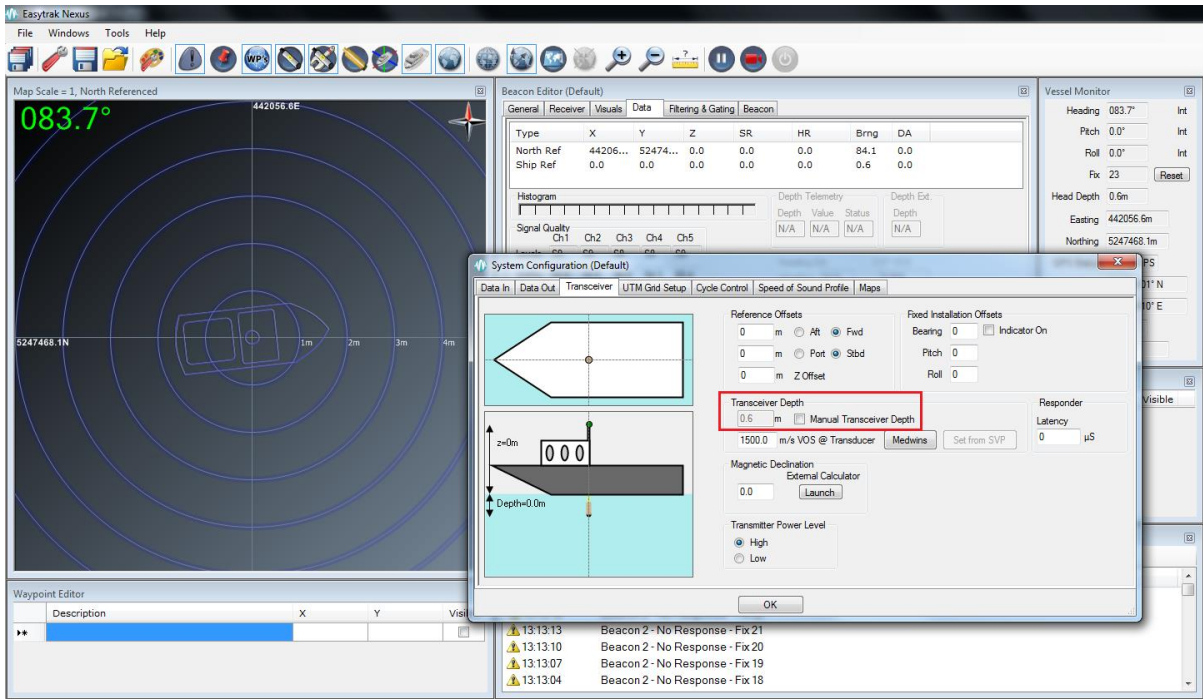 Easytrak Nexus
File Windows Tools Help
WP's
Map Scale = 1, North Referenced
083.7°
442056.6E
5247468.1N
1m 2m 3m 4m
Waypoint Editor
Description X Y
Beacon Editor (Default)
General Receiver Visuals Data Filtering & Gating Beacon
Type X Y Z SR HR Brng DA
North Ref 44206... 52474... 0.0 0.0 0.0 84.1 0.0
Ship Ref 0.0 0.0 0.0 0.0 0.0 0.6 0.0
Histogram
Depth Telemetry
Depth Value Status
N/A N/A N/A
Depth Ext.
Depth
N/A
Signal Quality
Ch1 Ch2 Ch3 Ch4 Ch5
Vessel Monitor
Heading 083.7° Int
Pitch 0.0° Int
Roll 0.0° Int
Fix 23 Reset
Head Depth 0.6m
Easting 442056.6m
Northing 5247468.1m
Visible
System Configuration (Default)
Data In Data Out Transceiver UTM Grid Setup Cycle Control Speed of Sound Profile Maps
z=0m
Depth=0.0m
Reference Offsets
0 m Aft Fwd
0 m Port Stbd
0 m Z Offset
Fixed Installation Offsets
Bearing 0 Indicator On
Pitch 0
Roll 0
Transceiver Depth
0.6 m Manual Transceiver Depth
1500.0 m/s VOS @ Transducer Medwins Set from SVP
Responder
Latency
0 µS
Magnetic Declination
External Calculator
0.0 Launch
Transmitter Power Level
High
Low
OK
13:13:13 Beacon 2 - No Response - Fix 21
13:13:10 Beacon 2 - No Response - Fix 20
13:13:07 Beacon 2 - No Response - Fix 19
13:13:04 Beacon 2 - No Response - Fix 18